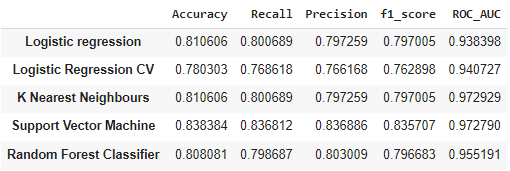 Accuracy Recall Precision f1_score ROC_AUC
Logistic regression 0.810606 0.800689 0.797259 0.797005 0.938398
Logistic Regression CV 0.780303 0.768618 0.766168 0.762898 0.940727
K Nearest Neighbours 0.810606 0.800689 0.797259 0.797005 0.972929
Support Vector Machine 0.838384 0.836812 0.836886 0.835707 0.972790
Random Forest Classifier 0.808081 0.798687 0.803009 0.796683 0.955191